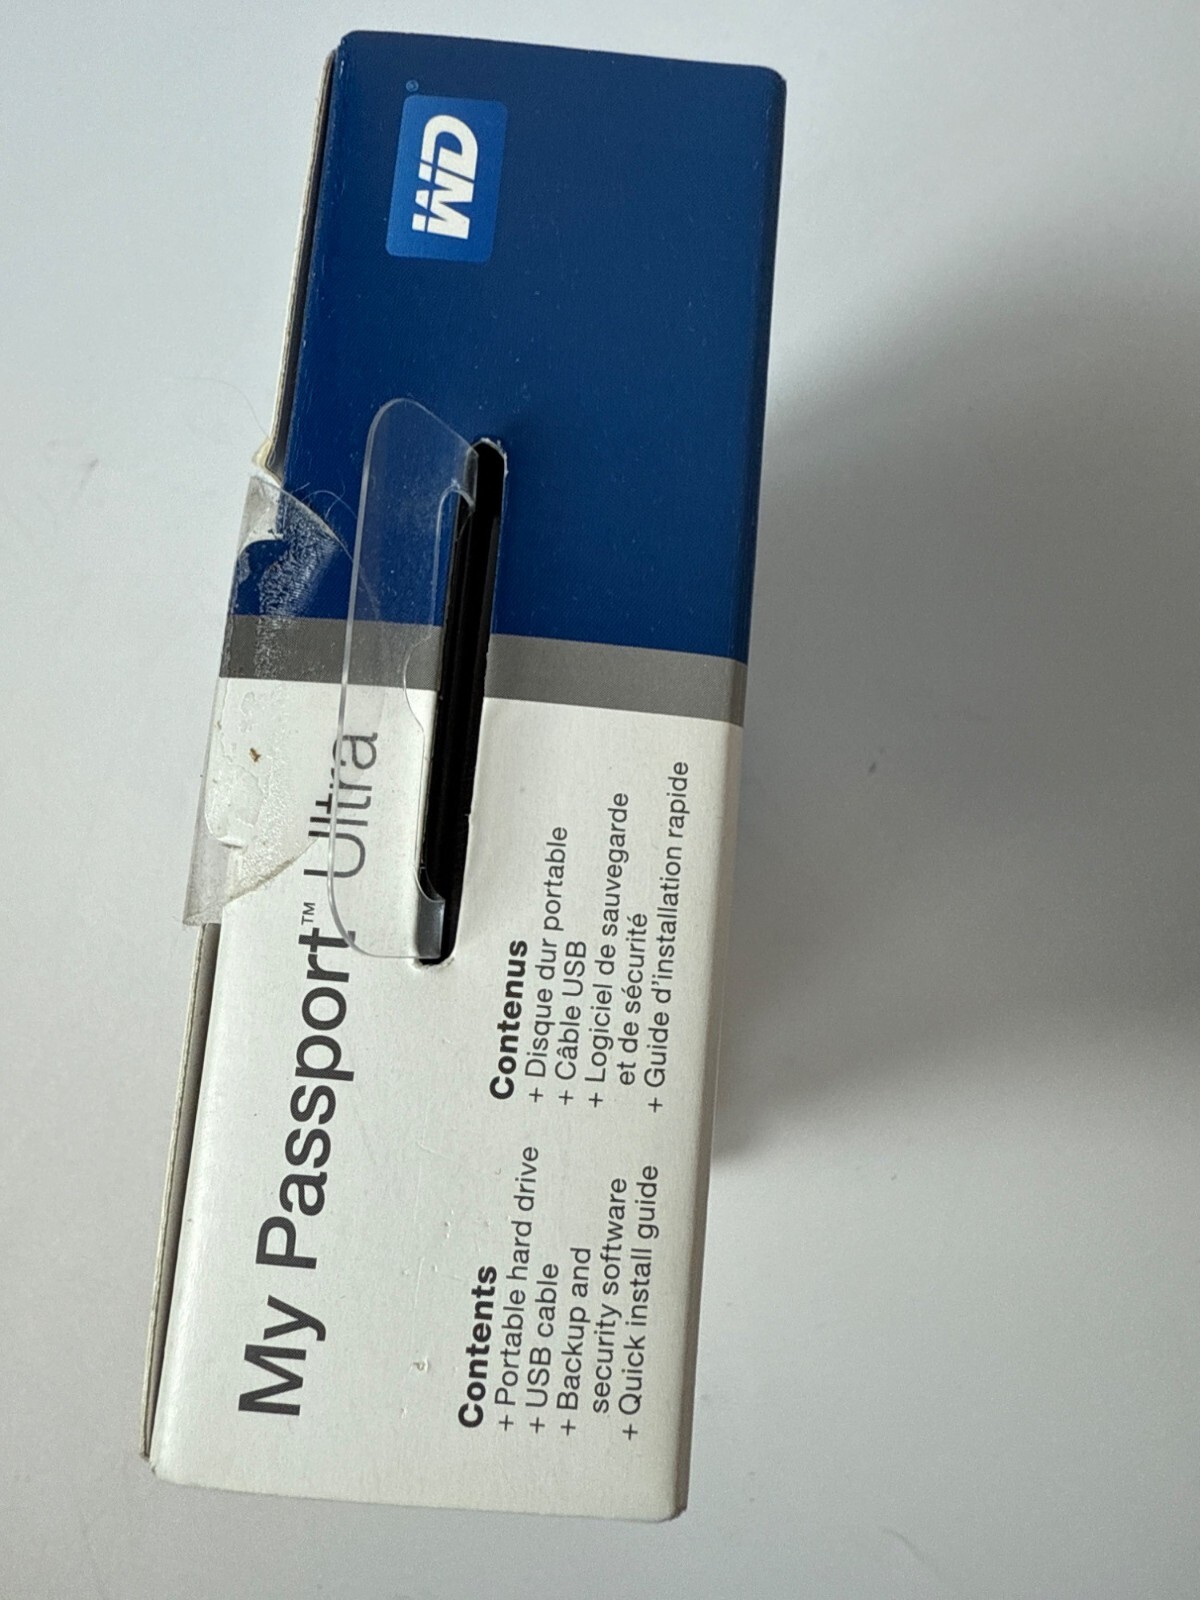 WD®
My Passport™ Ultra
Contents
+ Portable hard drive
+ USB cable
+ Backup and
security software
+ Quick install guide
Contenus
+ Disque dur portable
+ Câble USB
+ Logiciel de sauvegarde
et de sécurité
+ Guide d'installation rapide